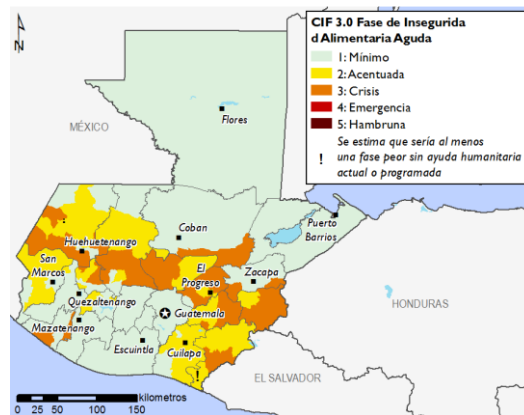 CIF 3.0 Fase de Insegurida
d Alimentaria Aguda
1: Mínimo
2: Acentuada
3: Crisis
4: Emergencia
5: Hambruna
Se estima que sería al menos
! una fase peor sin ayuda humanitaria
actual o programada
N
MÉXICO
Flores
Puerto
Barrios
Coban
Huehuetenango
San
Marcos
El
Progreso
Zacapa
Quezaltenango
Guatemala
HONDURAS
Mazatenango
Escuintla
Cuilapa
!
!
EL SALVADOR
kilometros
0 25 50 100 150